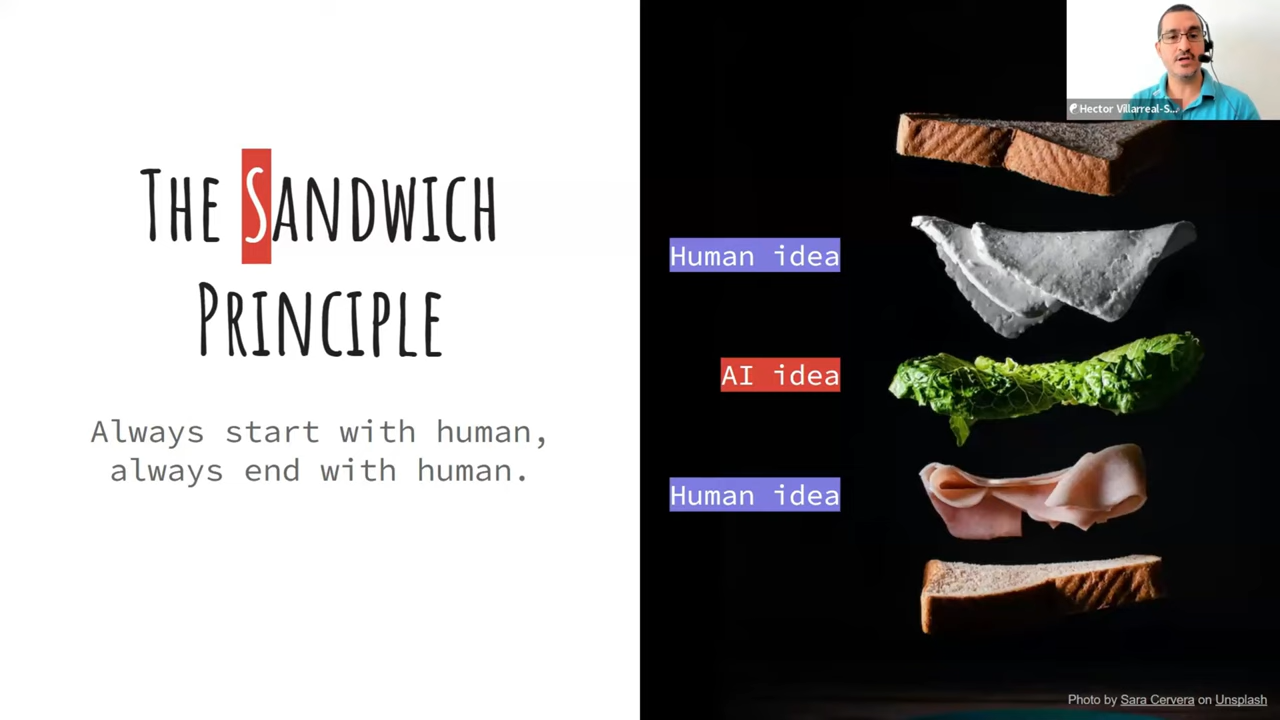 THE SANDWICH
PRINCIPLE
Always start with human,
always end with human.
Human idea
AI idea
Human idea
Hector Villarreal-S...
Photo by Sara Cervera on Unsplash